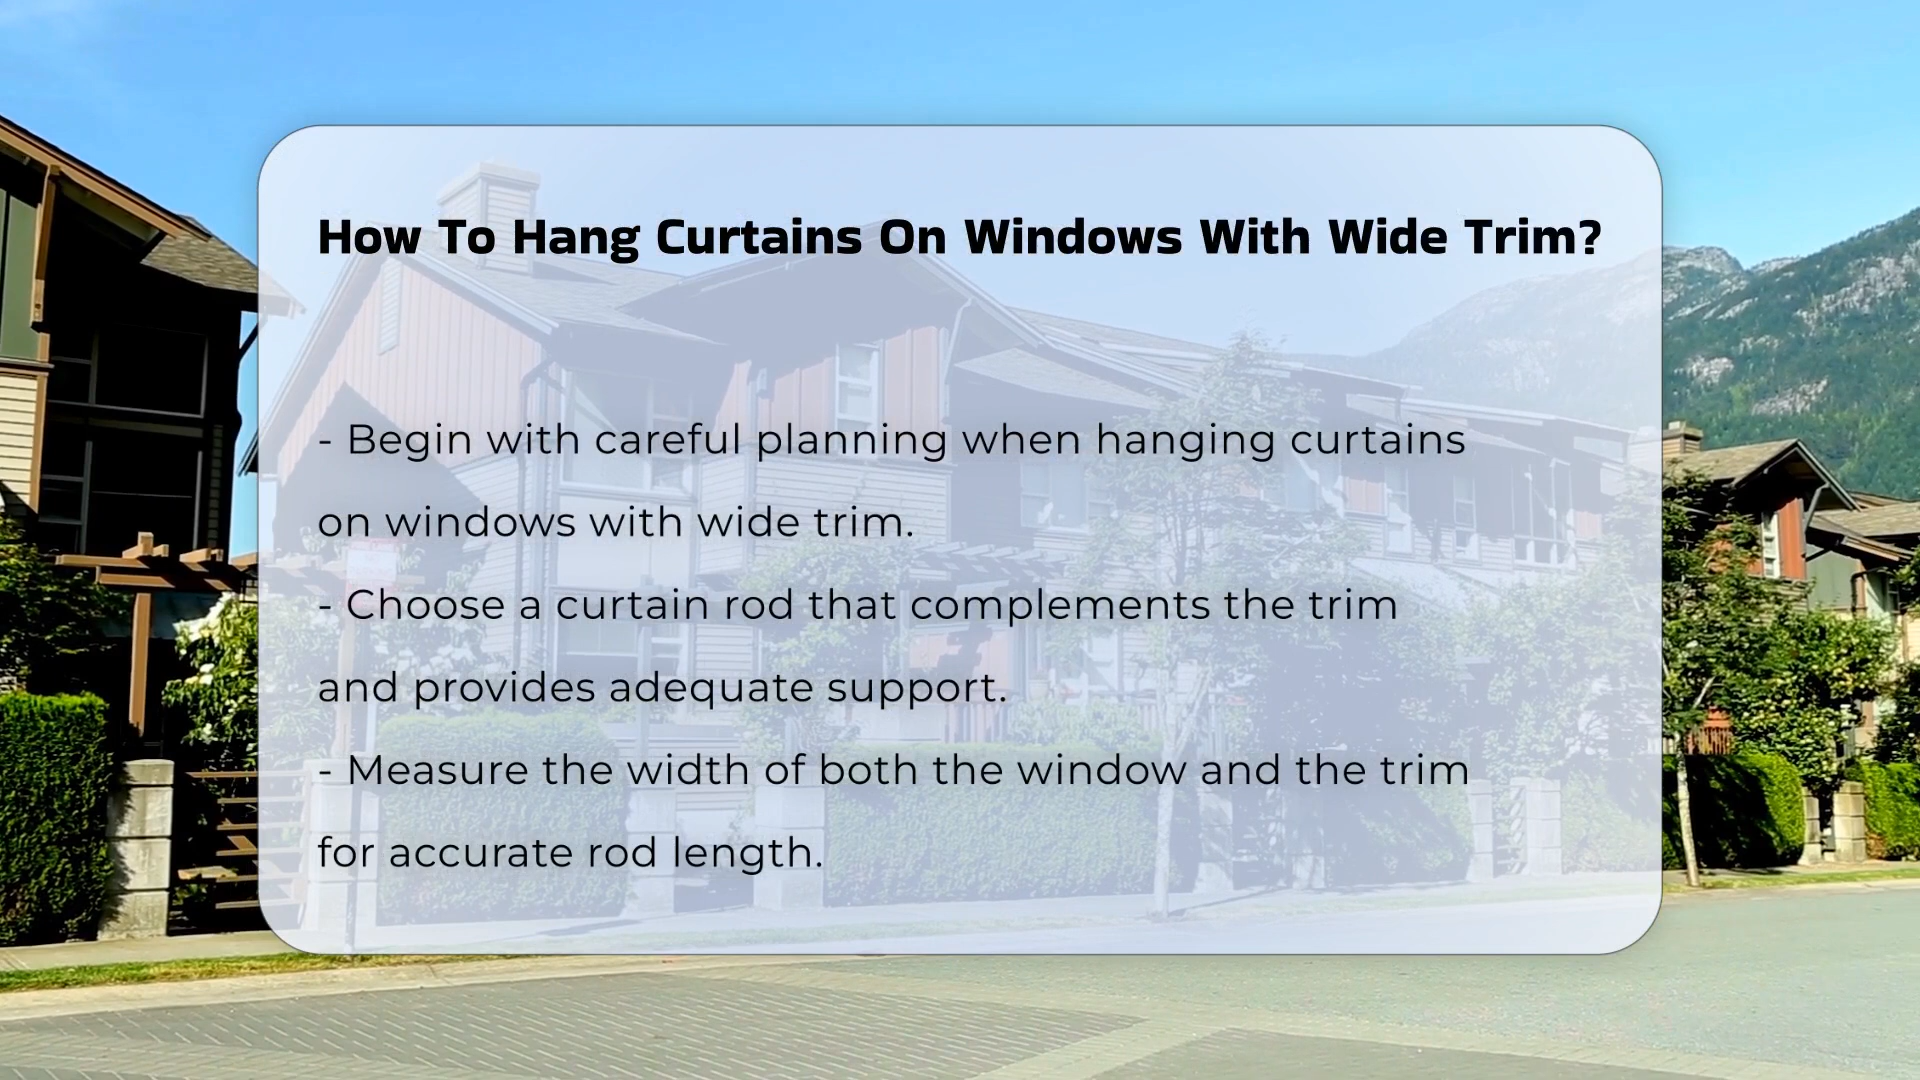 How To Hang Curtains On Windows With Wide Trim?
- Begin with careful planning when hanging curtains
on windows with wide trim.
- Choose a curtain rod that complements the trim
and provides adequate support.
- Measure the width of both the window and the trim
for accurate rod length.